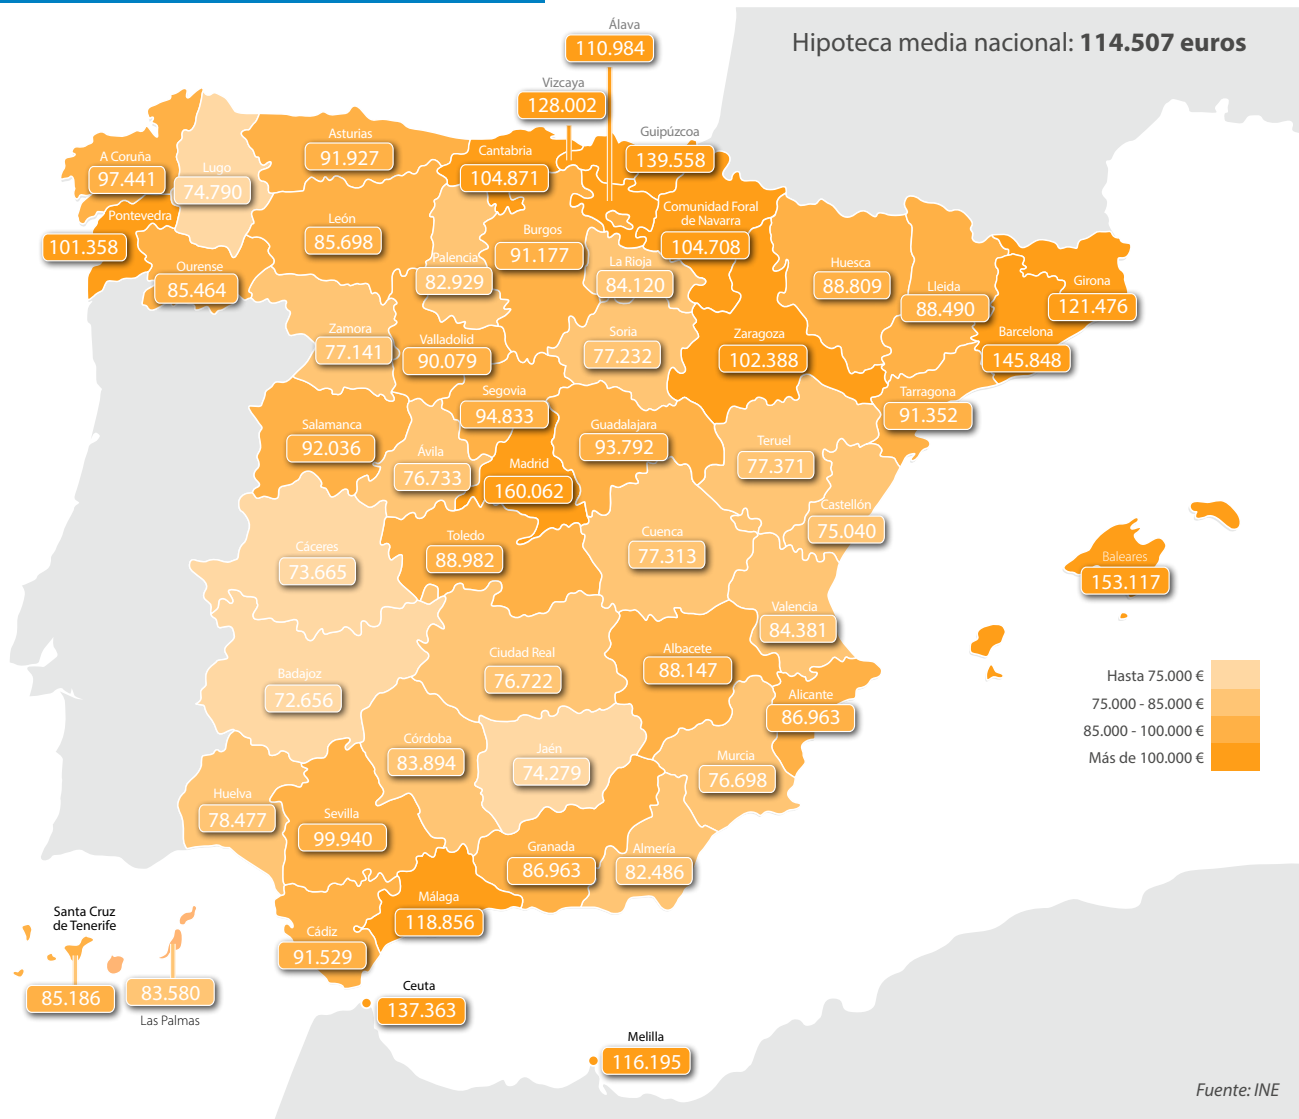 Hipoteca media nacional: 114.507 euros
Álava
110.984
Vizcaya
128.002
Guipúzcoa
139.558
Asturias
91.927
Cantabria
104.871
A Coruña
97.441
Lugo
74.790
Pontevedra
101.358
Ourense
85.464
León
85.698
Palencia
82.929
Burgos
91.177
La Rioja
84.120
Comunidad Foral
de Navarra
104.708
Huesca
88.809
Lleida
88.490
Girona
121.476
Barcelona
145.848
Zamora
77.141
Valladolid
90.079
Soria
77.232
Zaragoza
102.388
Tarragona
91.352
Segovia
94.833
Salamanca
92.036
Ávila
76.733
Madrid
160.062
Guadalajara
93.792
Teruel
77.371
Castellón
75.040
Cáceres
73.665
Toledo
88.982
Cuenca
77.313
Baleares
153.117
Valencia
84.381
Badajoz
72.656
Ciudad Real
76.722
Albacete
88.147
Alicante
86.963
Hasta 75.000 €
75.000 - 85.000 €
85.000 - 100.000 €
Más de 100.000 €
Córdoba
83.894
Jaén
74.279
Murcia
76.698
Huelva
78.477
Sevilla
99.940
Granada
86.963
Almería
82.486
Málaga
118.856
Cádiz
91.529
Santa Cruz
de Tenerife
85.186
83.580
Las Palmas
Ceuta
137.363
Melilla
116.195
Fuente: INE